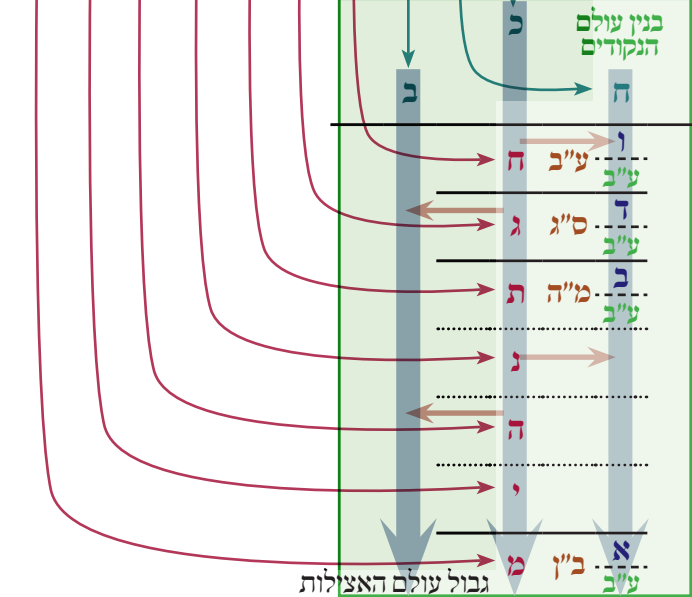 בנין עולם
הנקודים
כ
ח
ב
ו
ח
ע"ב
ע"ב
ד
ג
ס"ג
ע"ב
ב
ת
מ"ה
ע"ב
נ
ה
י
א
מ
ב"ן
ע"ב
גבול עולם האצילות